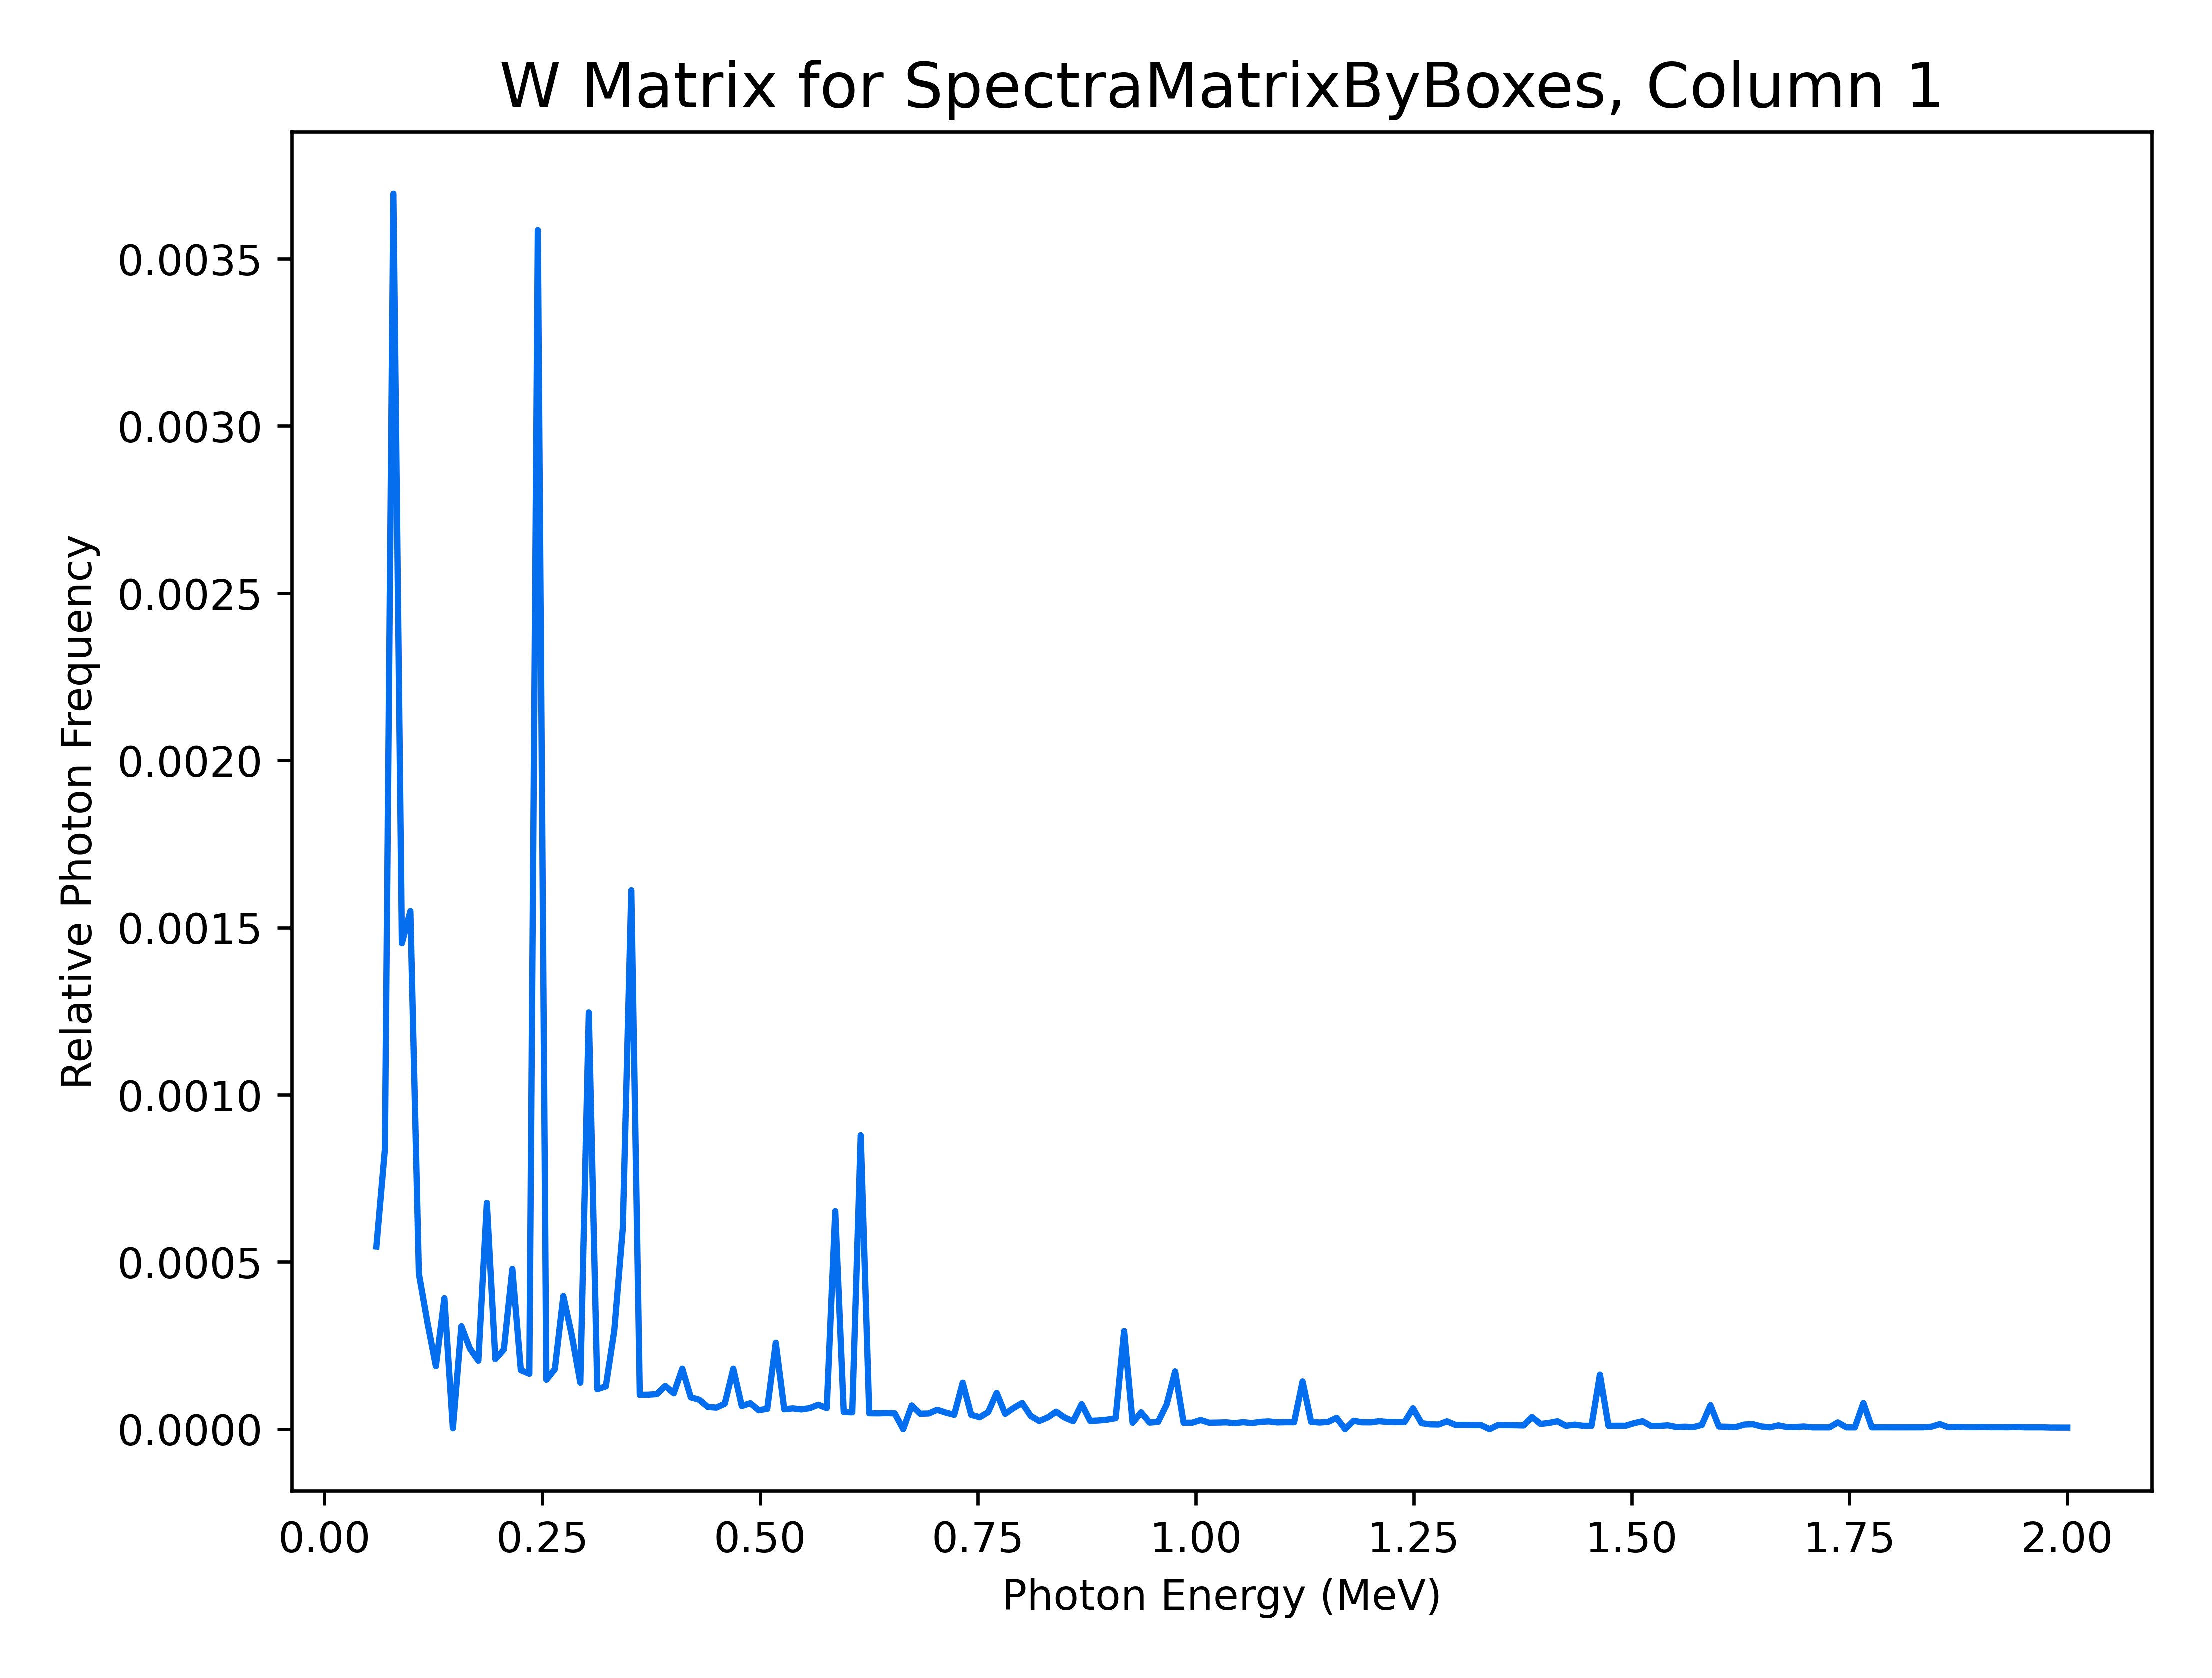 W Matrix for SpectraMatrixByBoxes, Column 1
Relative Photon Frequency
0.0035
0.0030
0.0025
0.0020
0.0015
0.0010
0.0005
0.0000
0.00 0.25 0.50 0.75 1.00 1.25 1.50 1.75 2.00
Photon Energy (MeV)